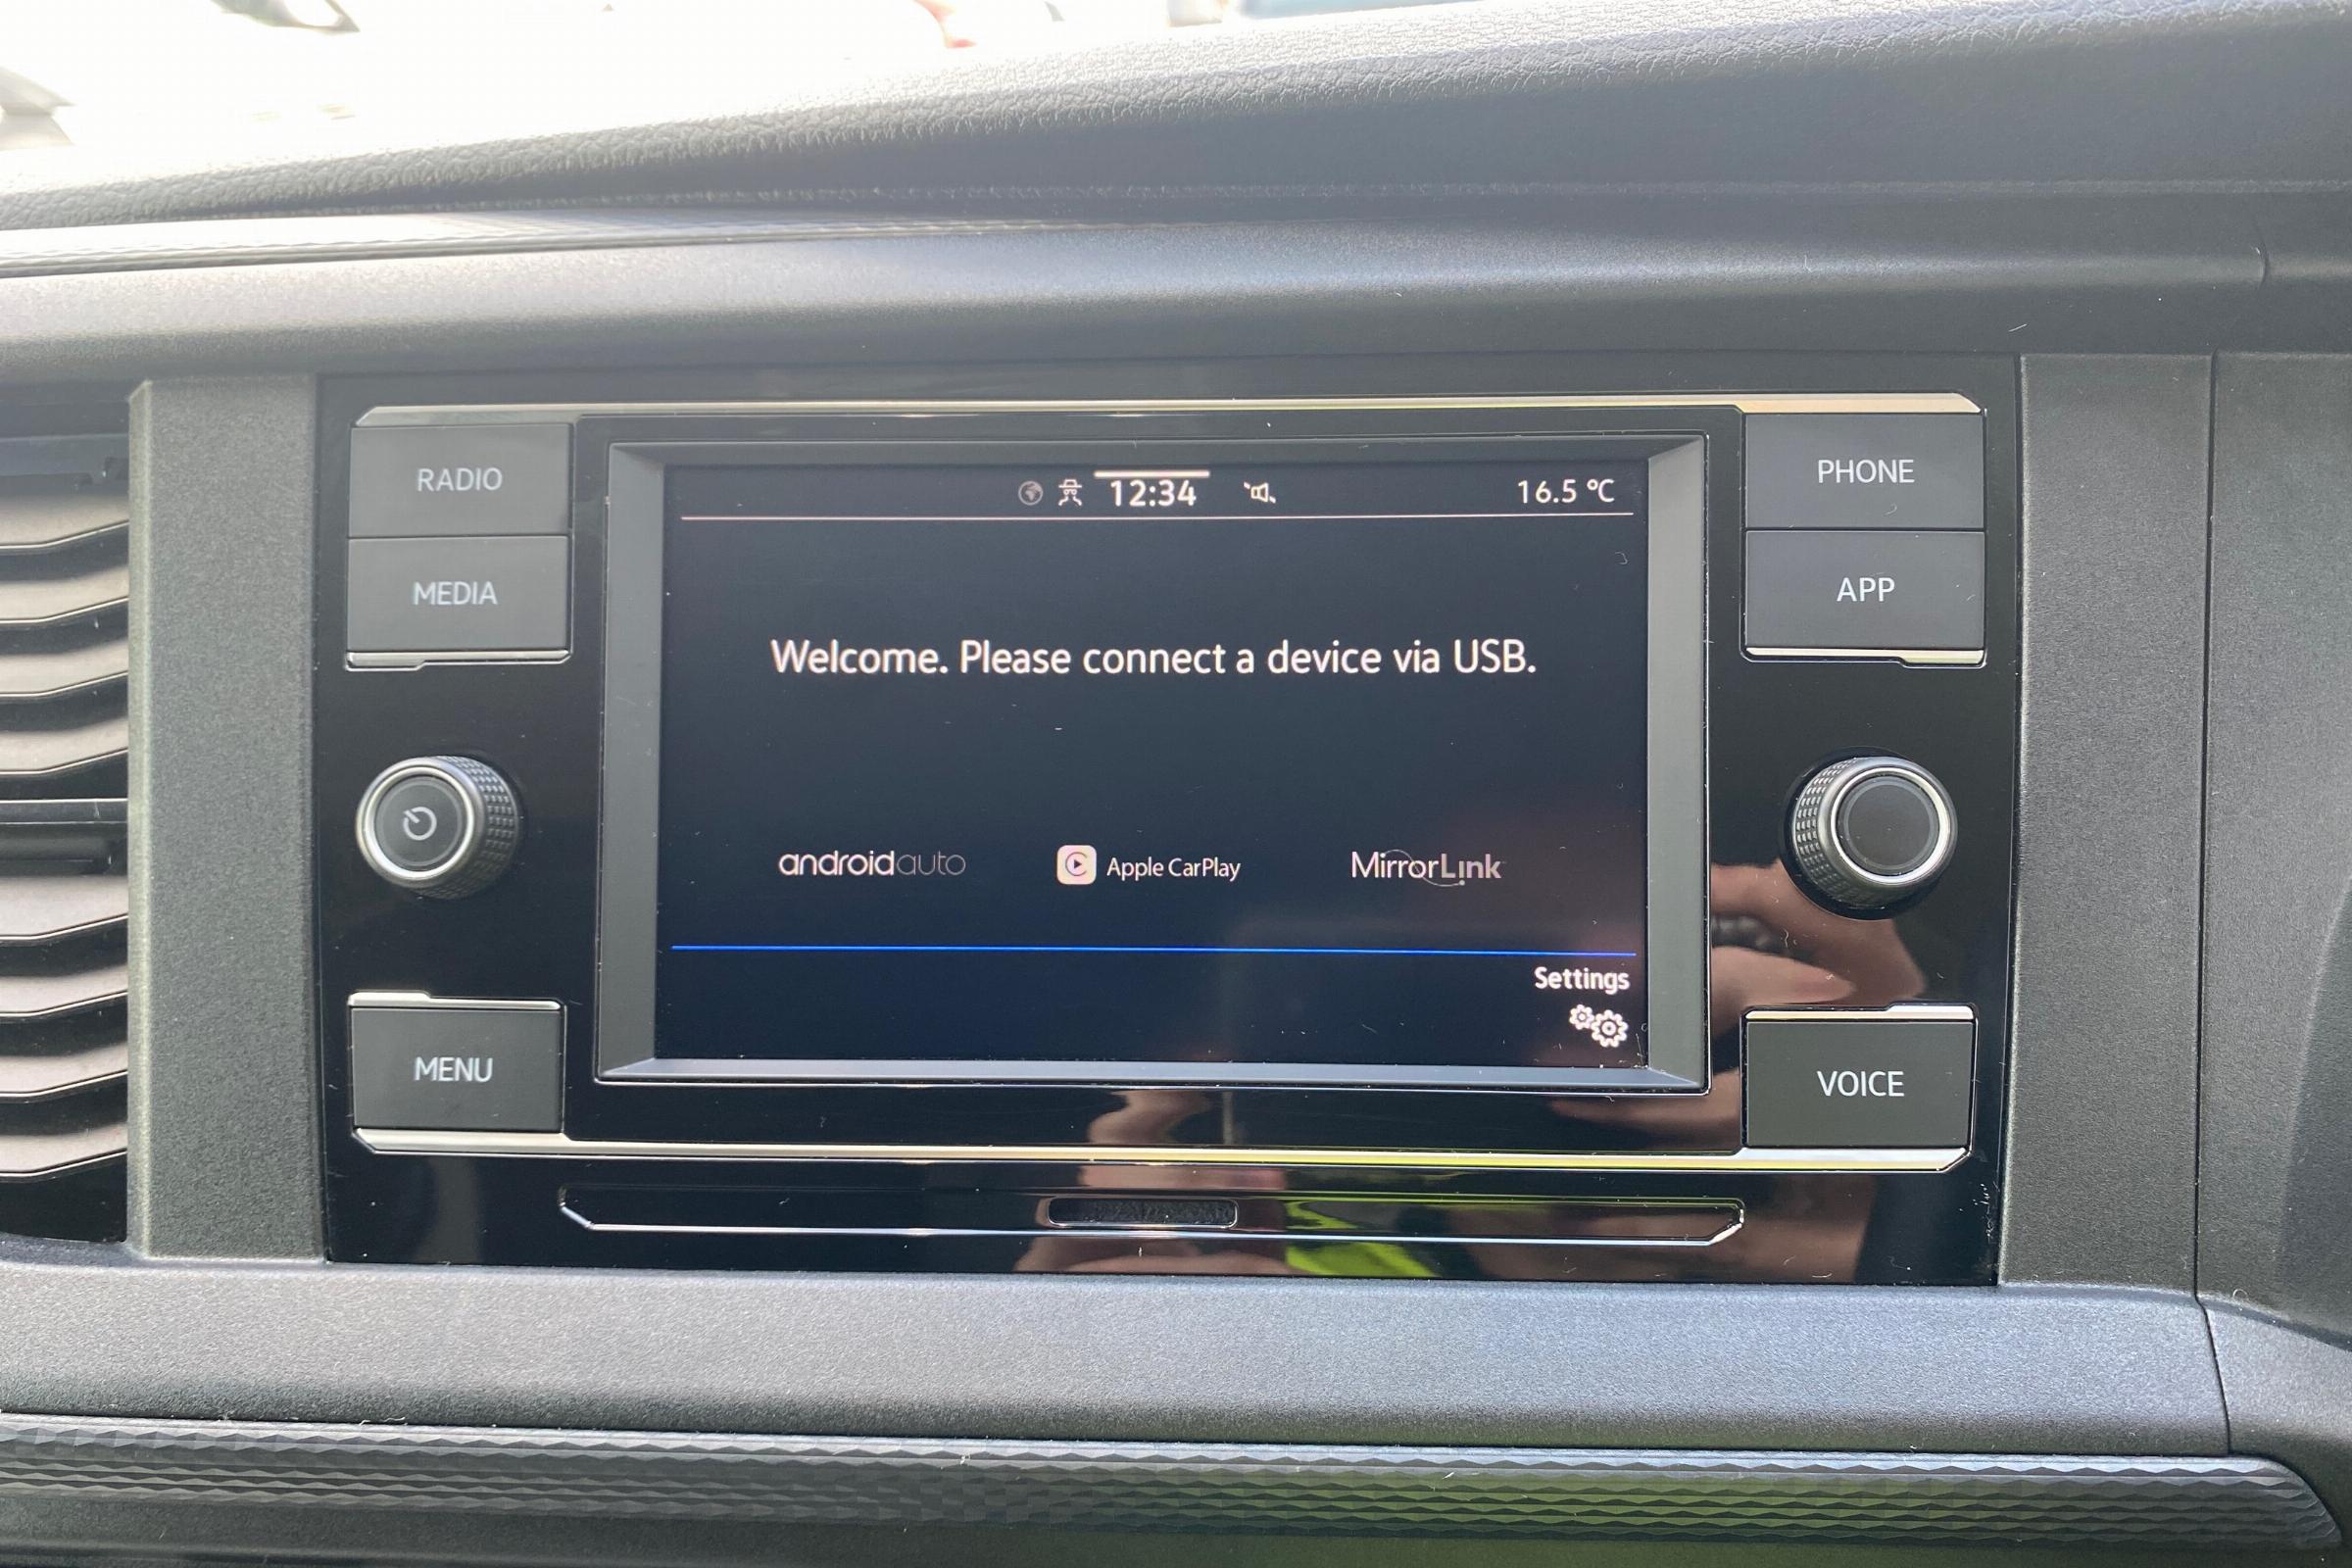 RADIO
MEDIA
MENU
12:34
16.5 °C
Welcome. Please connect a device via USB.
androidauto
Apple CarPlay
MirrorLink
Settings
PHONE
APP
VOICE